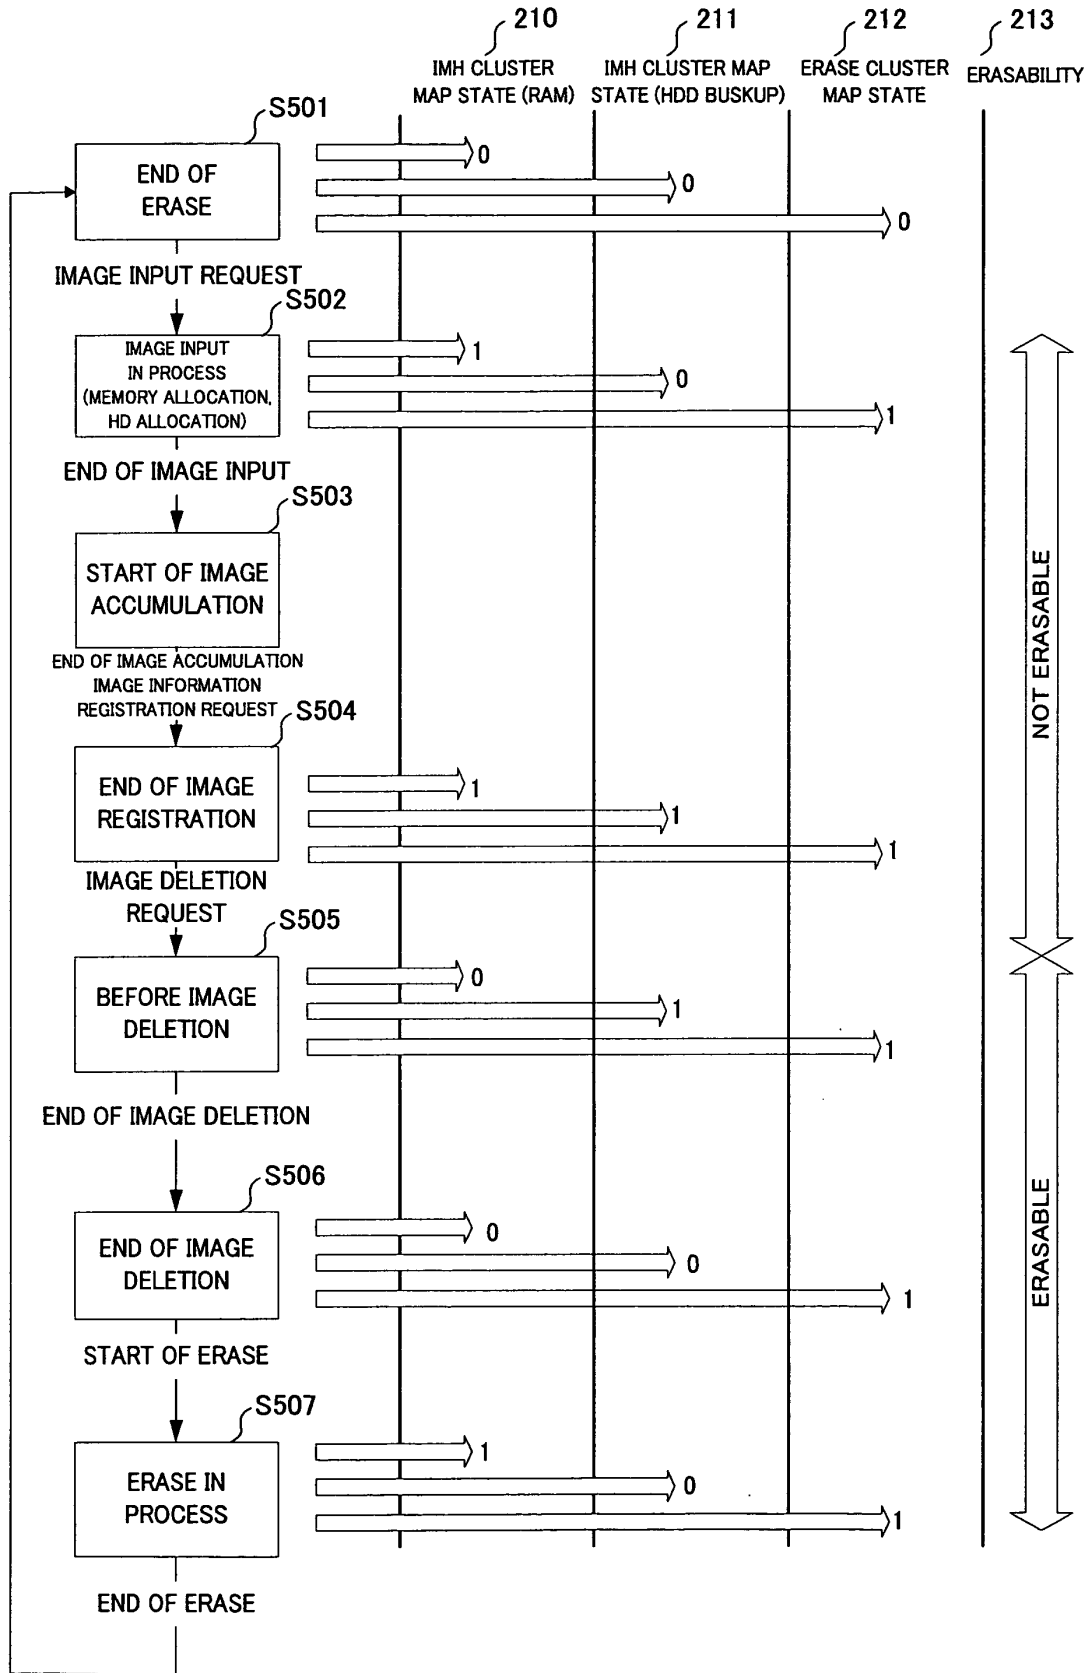 210
211
212
213
IMH CLUSTER
MAP STATE (RAM)
IMH CLUSTER MAP
STATE (HDD BUSKUP)
ERASE CLUSTER
MAP STATE
ERASABILITY
S501
END OF
ERASE
0
0
0
IMAGE INPUT REQUEST
S502
IMAGE INPUT
IN PROCESS
(MEMORY ALLOCATION,
HD ALLOCATION)
1
0
1
END OF IMAGE INPUT
S503
START OF IMAGE
ACCUMULATION
END OF IMAGE ACCUMULATION
IMAGE INFORMATION
REGISTRATION REQUEST
S504
END OF IMAGE
REGISTRATION
1
1
1
NOT ERASABLE
IMAGE DELETION
REQUEST
S505
BEFORE IMAGE
DELETION
0
1
1
END OF IMAGE DELETION
S506
END OF IMAGE
DELETION
0
0
1
ERASABLE
START OF ERASE
S507
ERASE IN
PROCESS
1
0
1
END OF ERASE